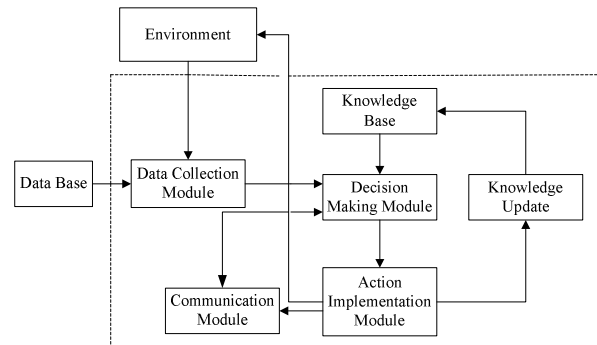 Environment
Knowledge
Base
Data Base
Data Collection
Module
Decision
Making Module
Knowledge
Update
Communication
Module
Action
Implementation
Module